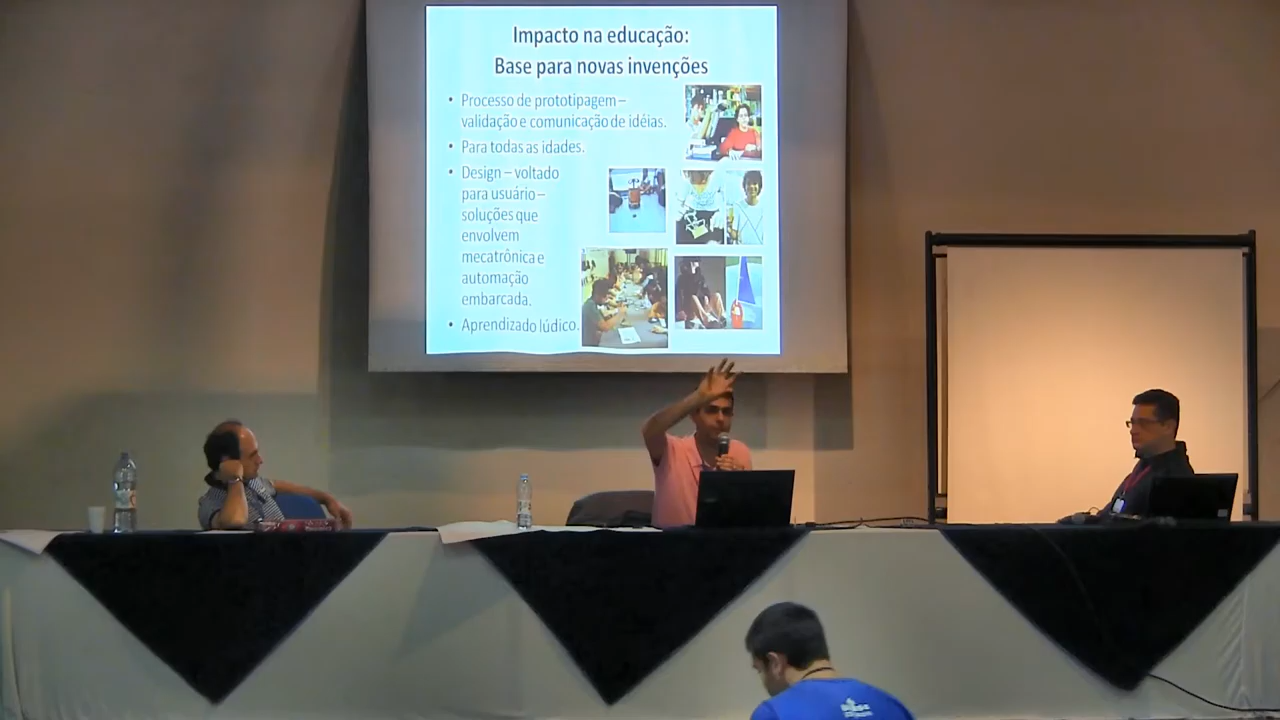 Impacto na educação:
Base para novas invenções
• Processo de prototipagem –
validação e comunicação de idéias.
• Para todas as idades.
• Design – voltado
para usuário –
soluções que
envolvem
mecatrônica e
automação
embarcada.
• Aprendizado lúdico.